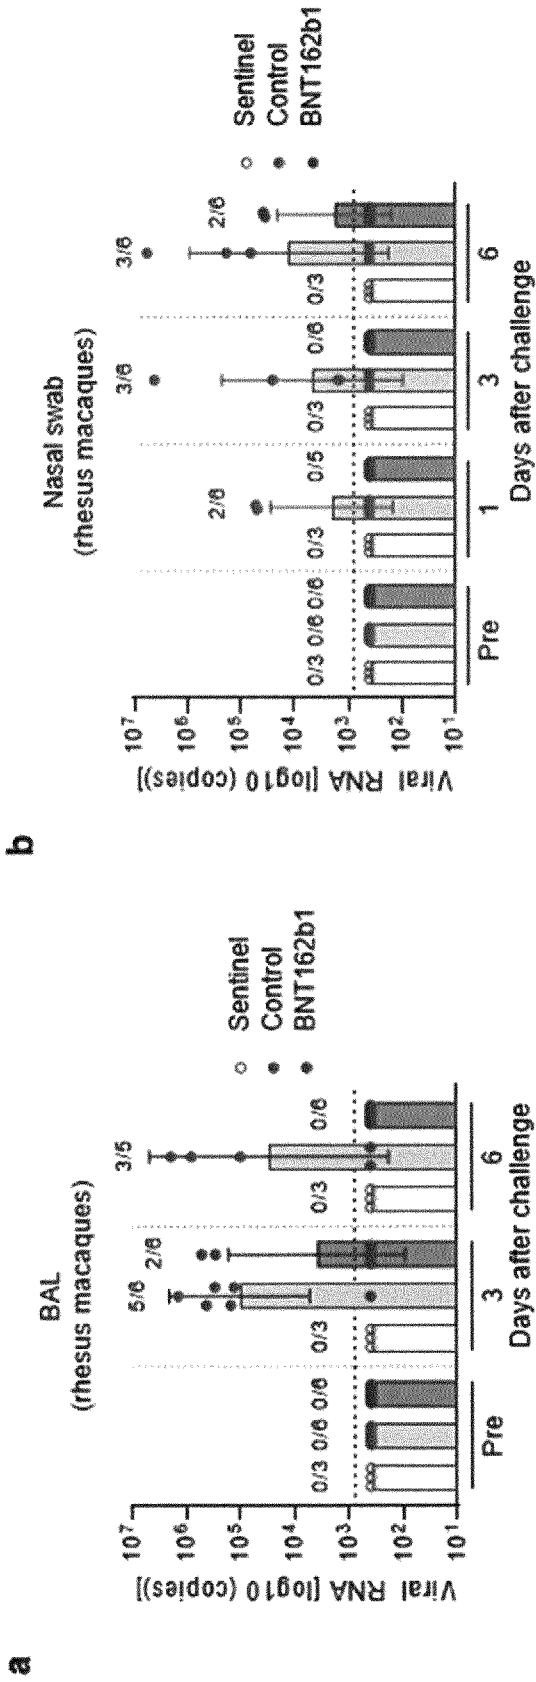 a
BAL
(rhesus macaques)
Viral RNA [log10 (copies)]
10⁷
10⁶
10⁵
10⁴
10³
10²
10¹
0/3 0/6 0/6
0/3
5/6
2/6
0/3
3/5
0/6
Pre
3
6
Days after challenge
Sentinel
Control
BNT162b1
b
Nasal swab
(rhesus macaques)
Viral RNA [log10 (copies)]
10⁷
10⁶
10⁵
10⁴
10³
10²
10¹
0/3 0/6 0/6
0/3
2/6
0/5
0/3
3/6
0/6
0/3
3/6
2/6
Pre
1
3
6
Days after challenge
Sentinel
Control
BNT162b1